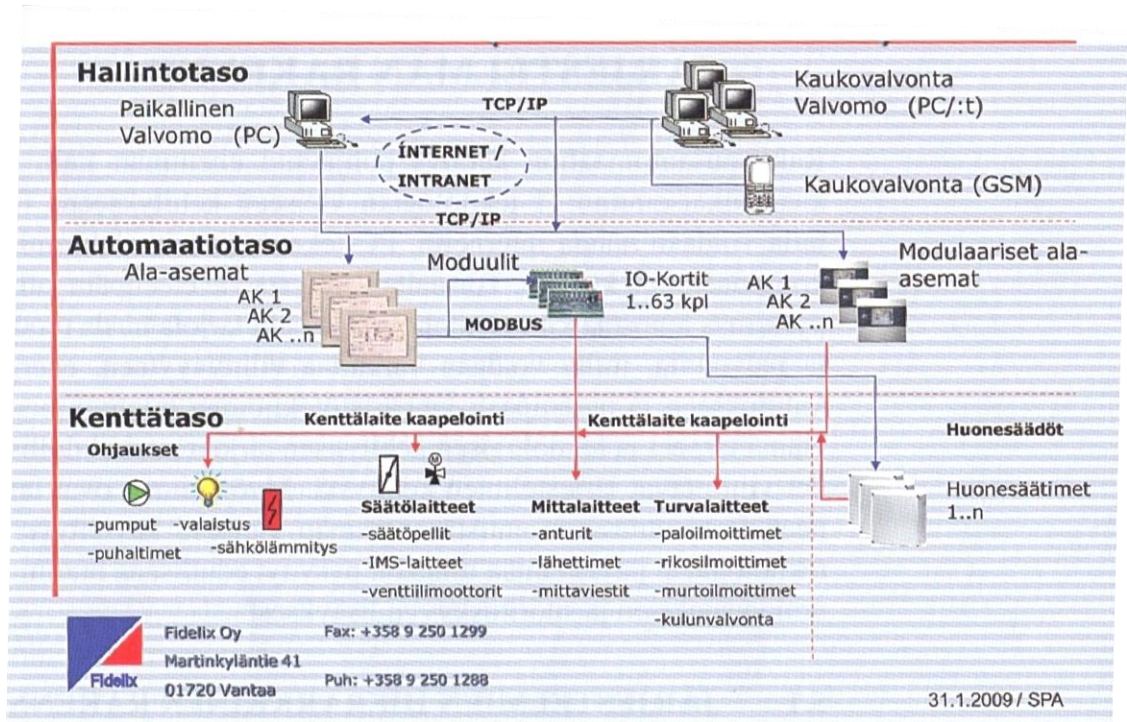 Hallintotaso
Paikallinen
Valvomo (PC)
TCP/IP
Kaukovalvonta
Valvomo (PC/:t)
INTERNET /
INTRANET
Kaukovalvonta (GSM)
TCP/IP
Automaatiotaso
Ala-asemat
AK 1
AK 2
AK ..n
Moduulit
IO-Kortit
1..63 kpl
MODBUS
AK 1
AK 2
AK ..n
Modulaariset ala-
asemat
Kenttätaso
Kenttälaite kaapelointi
Kenttälaite kaapelointi
Ohjaukset
-pumput
-puhaltimet
-valaistus
-sähkölämmitys
M
Säätölaitteet
-säätöpellit
-IMS-laitteet
-venttiilimoottorit
Mittalaitteet
-anturit
-lähettimet
-mittaviestit
Turvalaitteet
-paloilmoittimet
-rikosilmoittimet
-murtoilmoittimet
-kulunvalvonta
Huonesäädöt
Huonesäätimet
1..n
Fidelix
Fidelix Oy
Martinkyläntie 41
01720 Vantaa
Fax: +358 9 250 1299
Puh: +358 9 250 1288
31.1.2009 / SPA